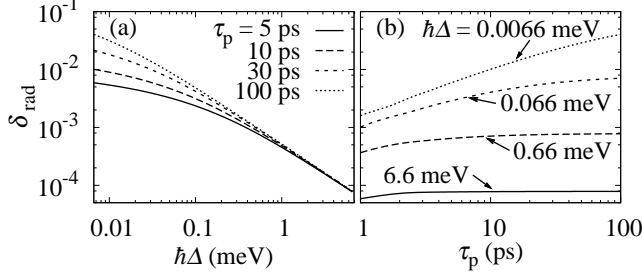 (a) τp = 5 ps
10 ps
30 ps
100 ps
(b) ħΔ = 0.0066 meV
0.066 meV
0.66 meV
6.6 meV
δrad
10⁻¹
10⁻²
10⁻³
10⁻⁴
0.01 0.1 1
ħΔ (meV)
1 10 100
τp (ps)